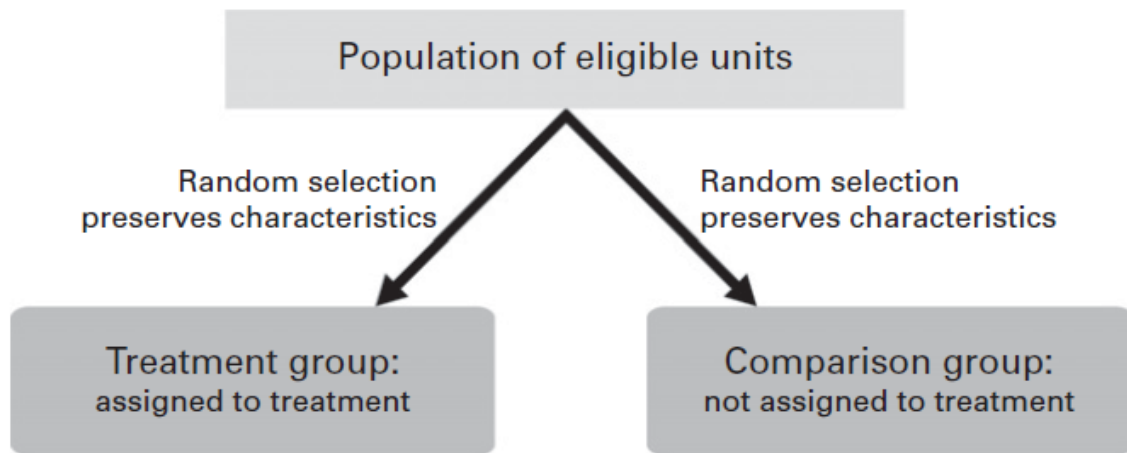 Population of eligible units
Random selection
preserves characteristics
Random selection
preserves characteristics
Treatment group:
assigned to treatment
Comparison group:
not assigned to treatment